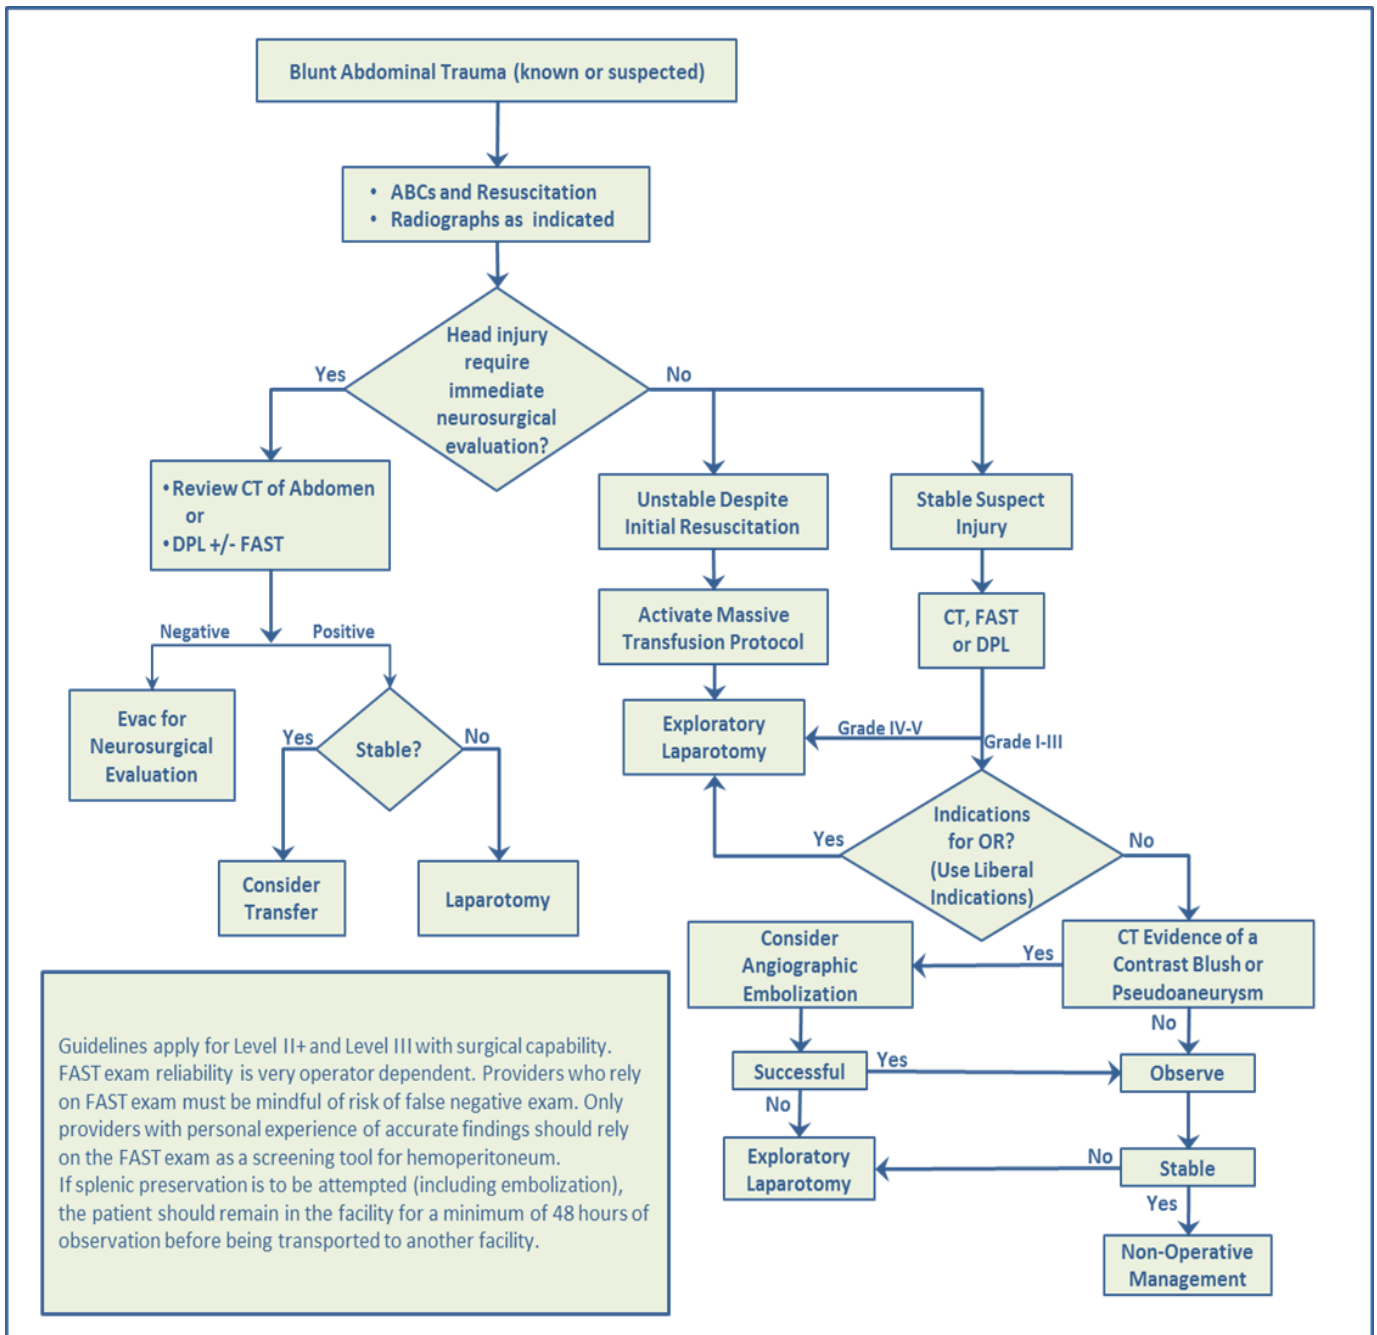 Blunt Abdominal Trauma (known or suspected)
• ABCs and Resuscitation
• Radiographs as indicated
Head injury
require
immediate
neurosurgical
evaluation?
Yes
No
• Review CT of Abdomen
or
• DPL +/- FAST
Unstable Despite
Initial Resuscitation
Stable Suspect
Injury
Activate Massive
Transfusion Protocol
CT, FAST
or DPL
Negative
Positive
Evac for
Neurosurgical
Evaluation
Stable?
Yes
No
Exploratory
Laparotomy
Grade IV-V
Grade I-III
Consider
Transfer
Laparotomy
Indications
for OR?
(Use Liberal
Indications)
Yes
No
Consider
Angiographic
Embolization
Yes
CT Evidence of a
Contrast Blush or
Pseudoaneurysm
No
Successful
Yes
Observe
No
Exploratory
Laparotomy
No
Stable
Yes
Non-Operative
Management
Guidelines apply for Level II+ and Level III with surgical capability.
FAST exam reliability is very operator dependent. Providers who rely
on FAST exam must be mindful of risk of false negative exam. Only
providers with personal experience of accurate findings should rely
on the FAST exam as a screening tool for hemoperitoneum.
If splenic preservation is to be attempted (including embolization),
the patient should remain in the facility for a minimum of 48 hours of
observation before being transported to another facility.